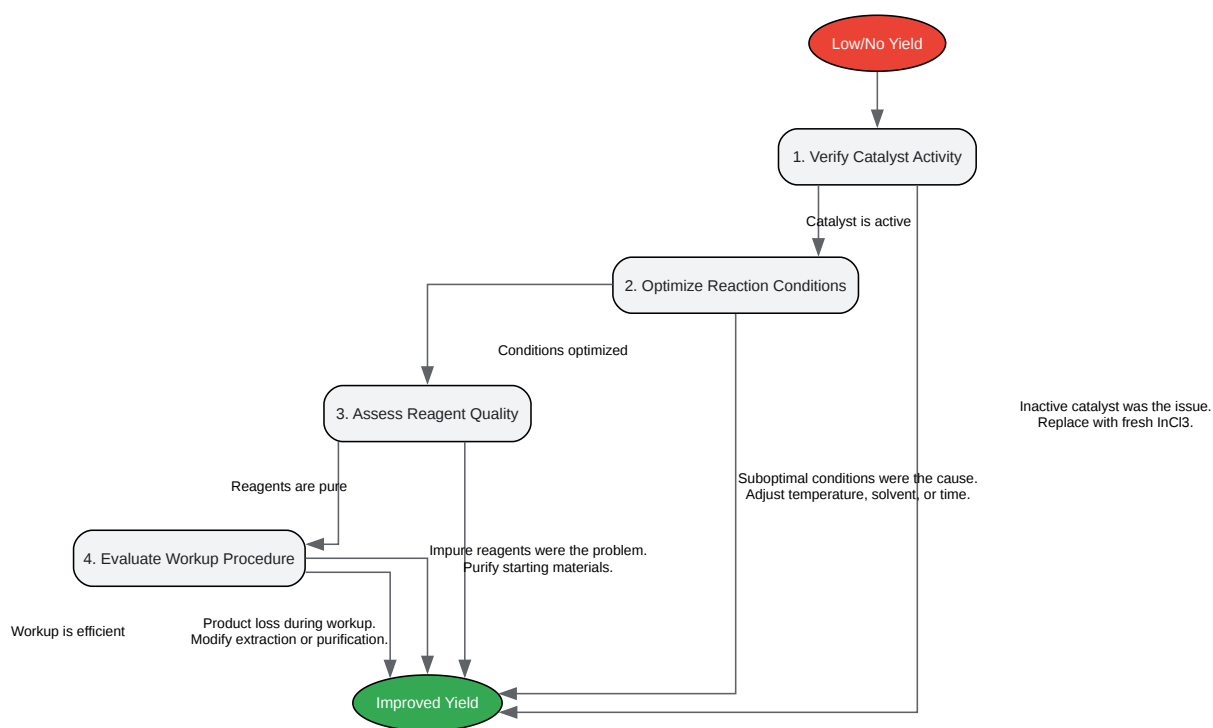 Low/No Yield
1. Verify Catalyst Activity
Catalyst is active
2. Optimize Reaction Conditions
Conditions optimized
3. Assess Reagent Quality
Inactive catalyst was the issue.
Replace with fresh InCl3.
Reagents are pure
Suboptimal conditions were the cause.
Adjust temperature, solvent, or time.
4. Evaluate Workup Procedure
Impure reagents were the problem.
Purify starting materials.
Workup is efficient
Product loss during workup.
Modify extraction or purification.
Improved Yield